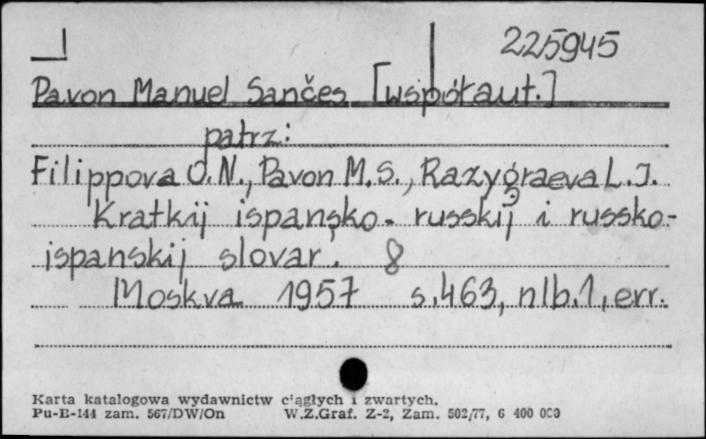 225945
Pavon Manuel Sančes [współaut.]
patrz:
Filippova O.N., Pavon M.S., Razygraeva L.I.
Kratkij ispansko-russkij i russko-
ispanskij slovar. 8
Moskva 1957 s.463, nlb.1, err.
Karta katalogowa wydawnictw ciągłych i zwartych.
Pu-B-144 zam. 567/DW/On W.Z.Graf. Z-2, Zam. 502/77, 6 400 000